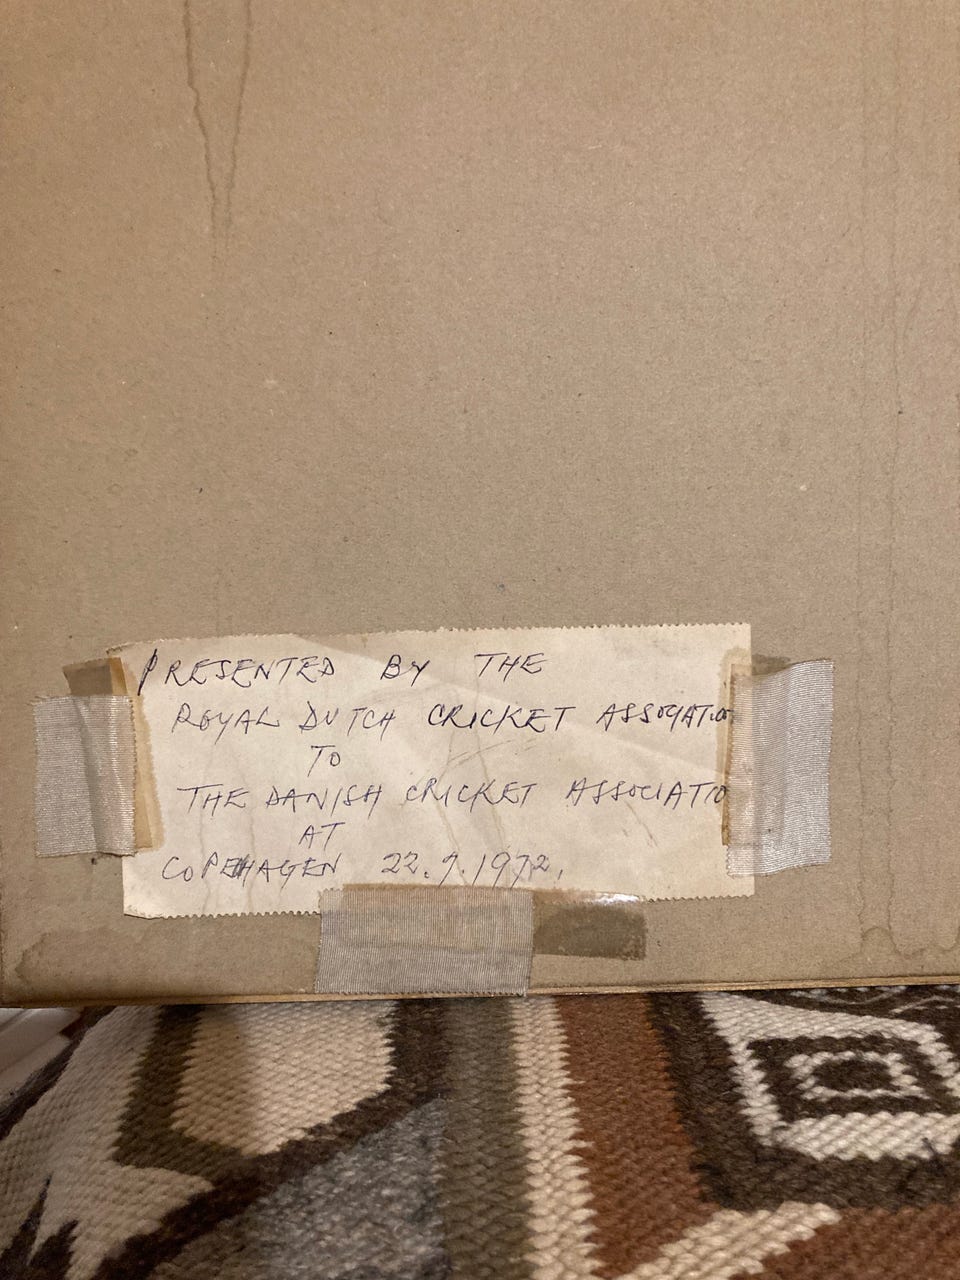 PRESENTED BY THE
ROYAL DUTCH CRICKET ASSOCIATION
TO
THE DANISH CRICKET ASSOCIATIO
AT
COPENHAGEN 22.7.1972.